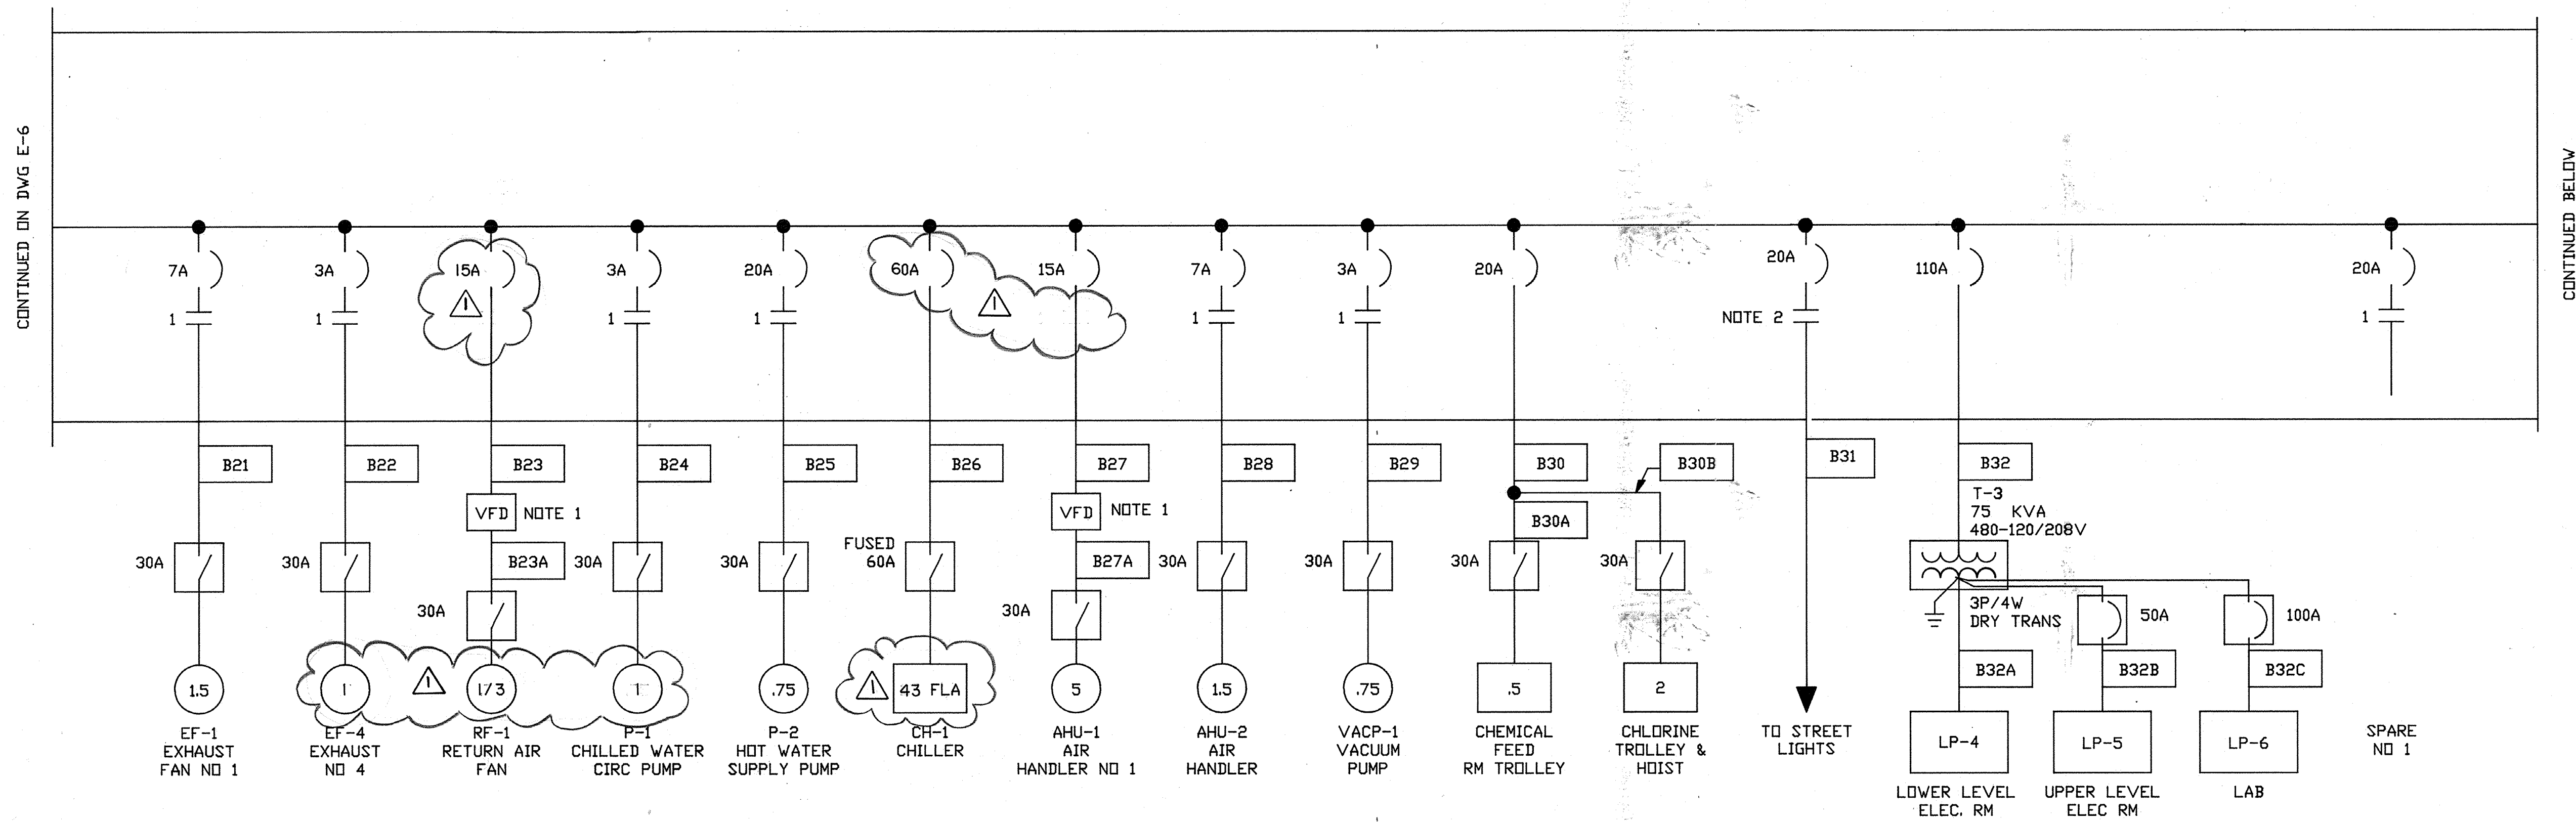 CONTINUED ON DWG E-6
CONTINUED BELOW
7A
3A
15A
3A
20A
60A
15A
7A
3A
20A
20A
110A
20A
1
1
1
1
1
1
1
1
1
NOTE 2
1
B21
B22
B23
B24
B25
B26
B27
B28
B29
B30
B30B
B31
B32
VFD
NOTE 1
VFD
NOTE 1
B30A
T-3
75 KVA
480-120/208V
30A
30A
B23A
30A
30A
FUSED
60A
B27A
30A
30A
30A
30A
30A
30A
3P/4W
DRY TRANS
50A
100A
B32A
B32B
B32C
1.5
1
1
1/3
1
.75
1
43 FLA
5
1.5
.75
.5
2
LP-4
LP-5
LP-6
EF-1
EXHAUST
FAN NO 1
EF-4
EXHAUST
NO 4
RF-1
RETURN AIR
FAN
P-1
CHILLED WATER
CIRC PUMP
P-2
HOT WATER
SUPPLY PUMP
CH-1
CHILLER
AHU-1
AIR
HANDLER NO 1
AHU-2
AIR
HANDLER
VACP-1
VACUUM
PUMP
CHEMICAL
FEED
RM TROLLEY
CHLORINE
TROLLEY &
HOIST
TO STREET
LIGHTS
LOWER LEVEL
ELEC. RM
UPPER LEVEL
ELEC RM
LAB
SPARE
NO 1